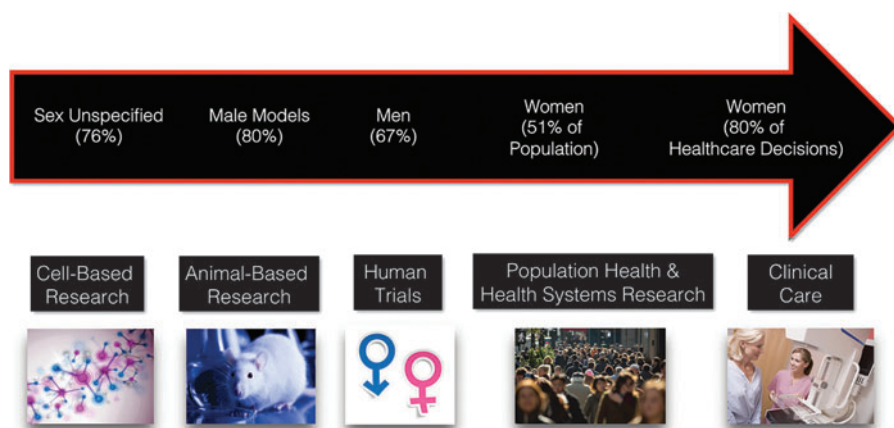 Sex Unspecified
(76%)
Male Models
(80%)
Men
(67%)
Women
(51% of
Population)
Women
(80% of
Healthcare Decisions)
Cell-Based
Research
Animal-Based
Research
Human
Trials
Population Health &
Health Systems Research
Clinical
Care